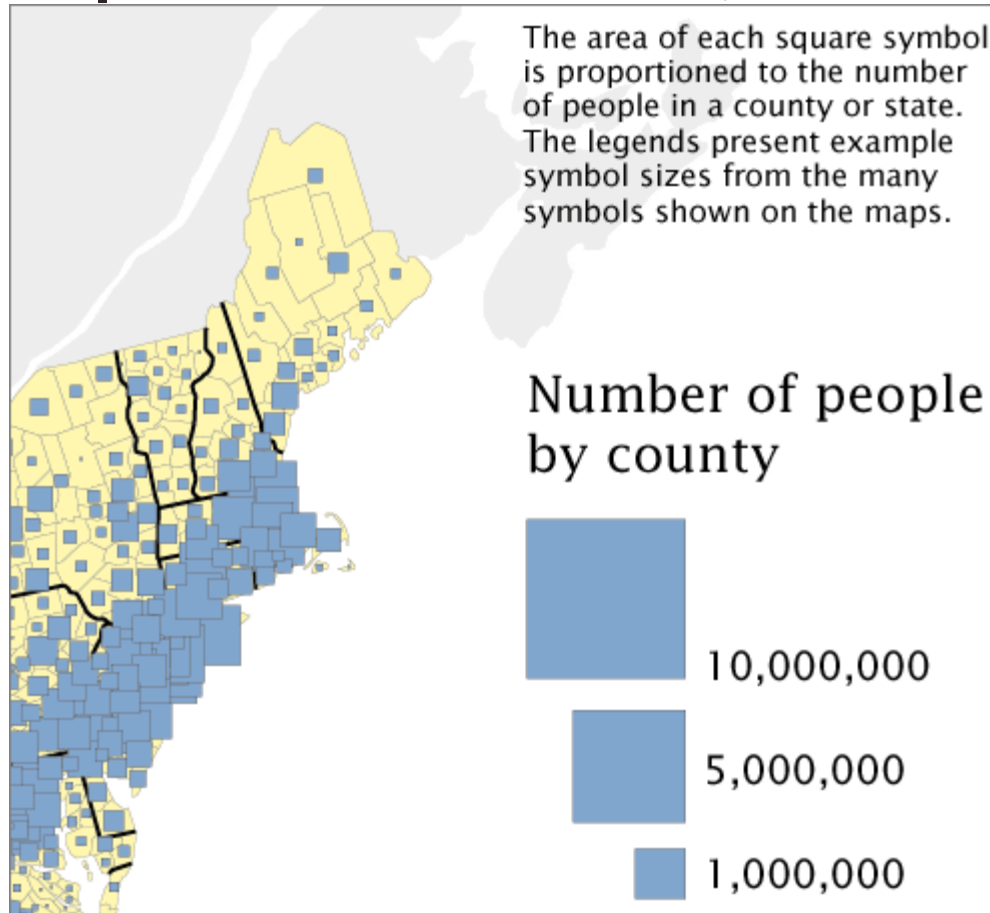 The area of each square symbol
is proportioned to the number
of people in a county or state.
The legends present example
symbol sizes from the many
symbols shown on the maps.
Number of people
by county
10,000,000
5,000,000
1,000,000